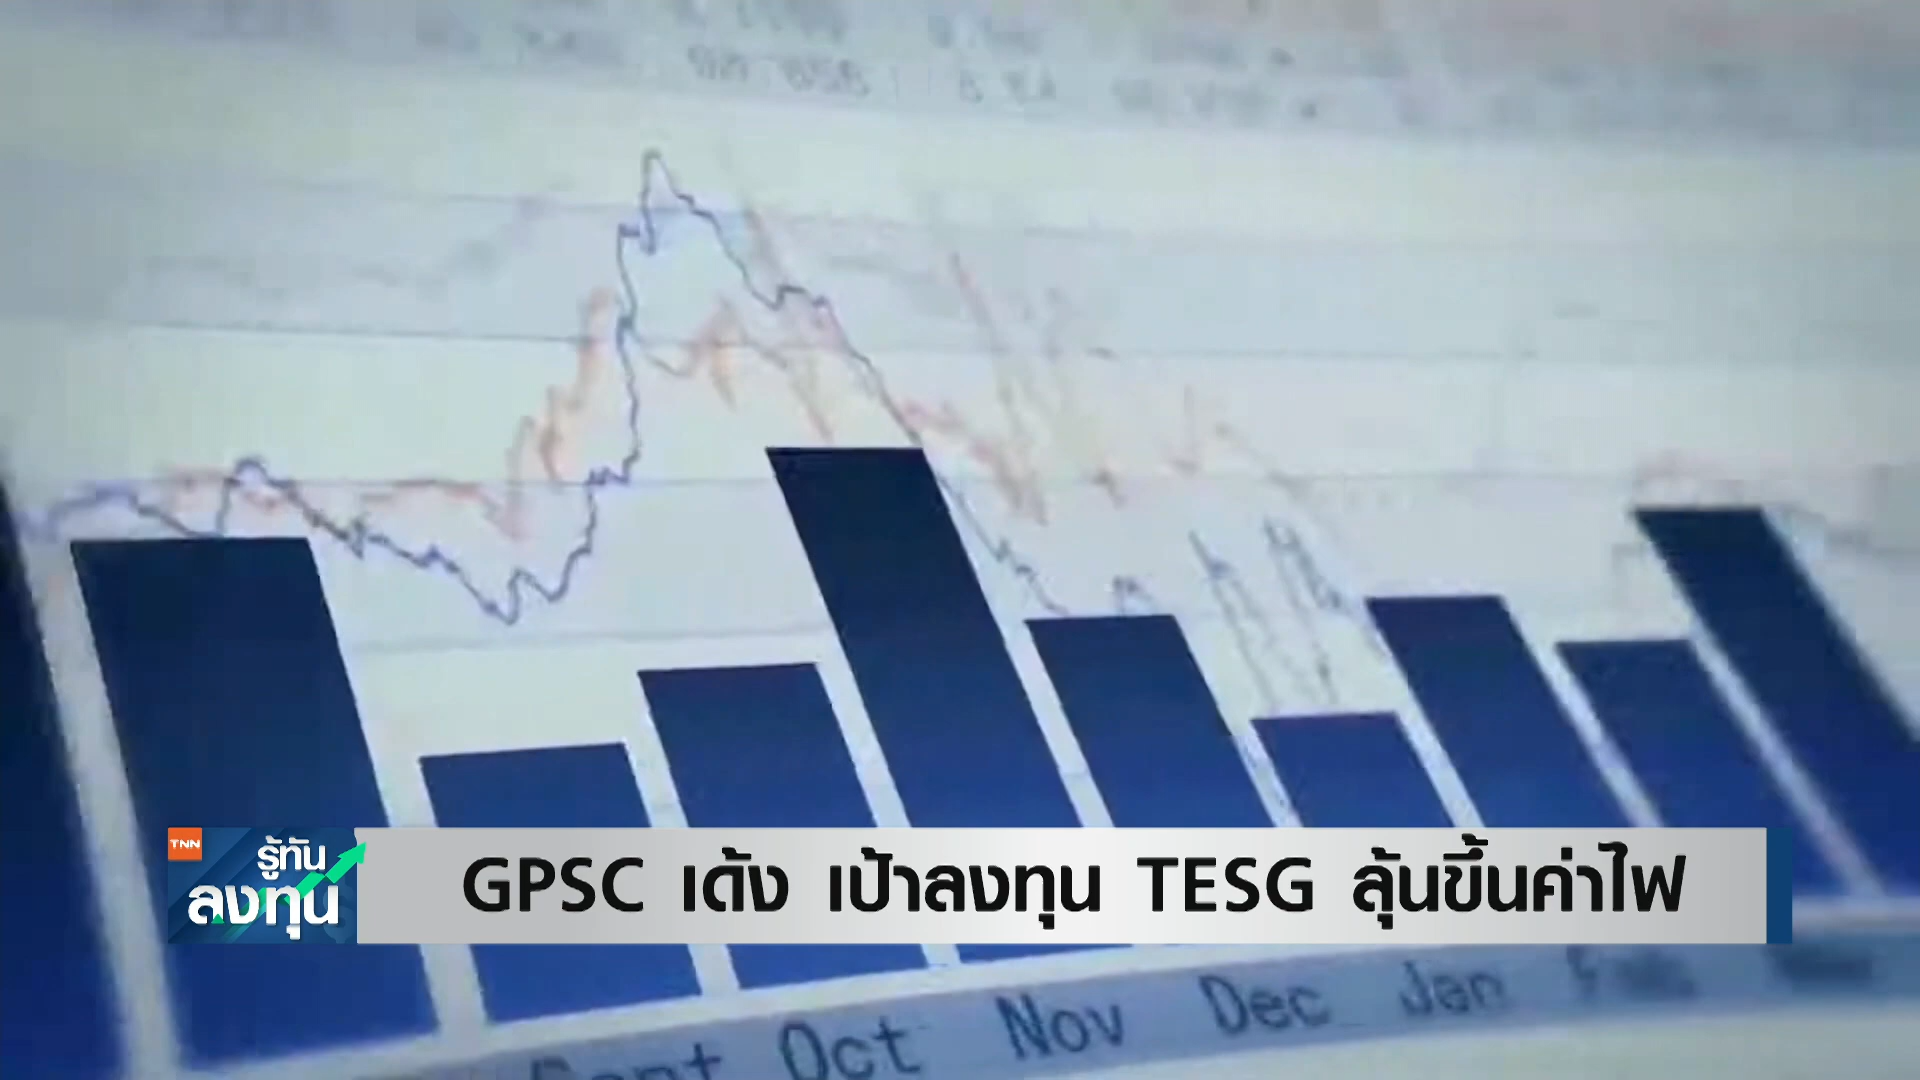 TNN
รู้ทัน
ลงทุน
GPSC เด้ง เป้าลงทุน TESG ลุ้นขึ้นค่าไฟ
Sept Oct Nov Dec Jan